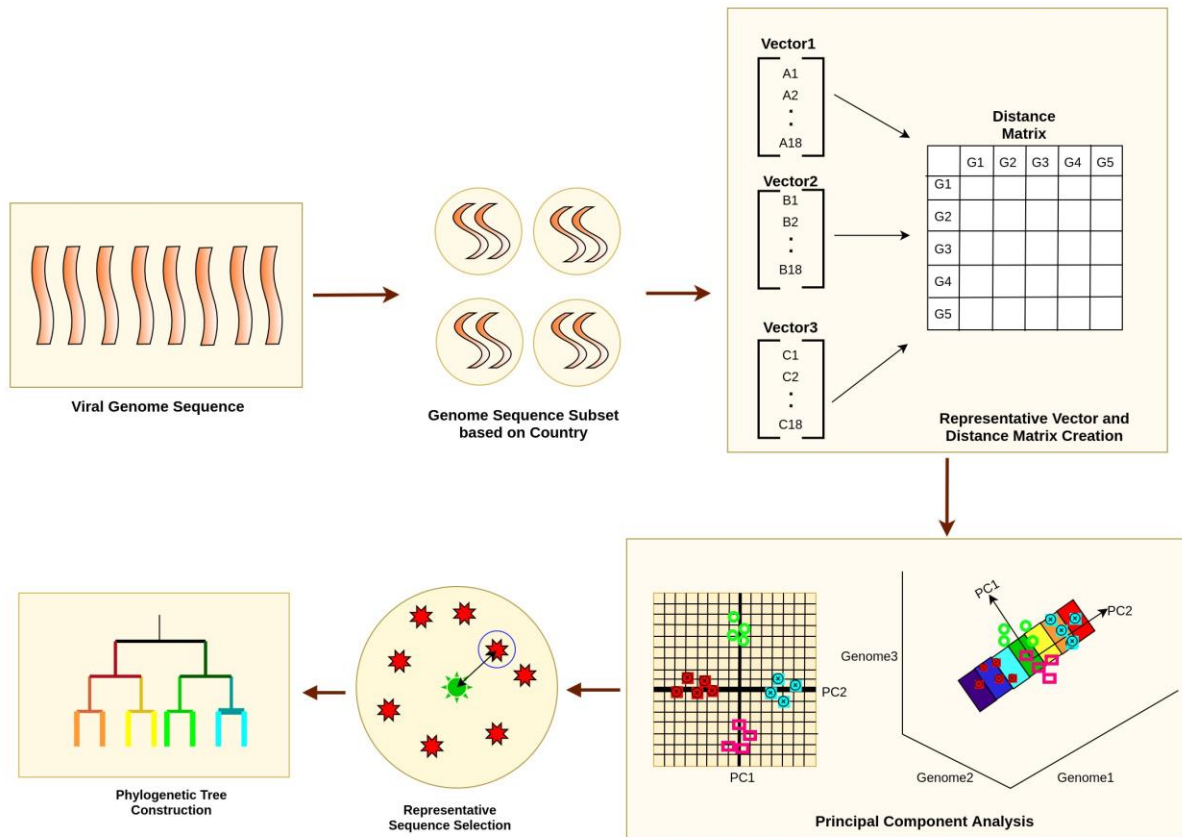 Viral Genome Sequence
Genome Sequence Subset
based on Country
Vector1
A1
A2
.
.
A18
Vector2
B1
B2
.
.
B18
Vector3
C1
C2
.
.
C18
Distance
Matrix
G1 G2 G3 G4 G5
G1
G2
G3
G4
G5
Representative Vector and
Distance Matrix Creation
PC2
PC1
PC1
PC2
Genome3
Genome2
Genome1
Principal Component Analysis
Representative
Sequence Selection
Phylogenetic Tree
Construction